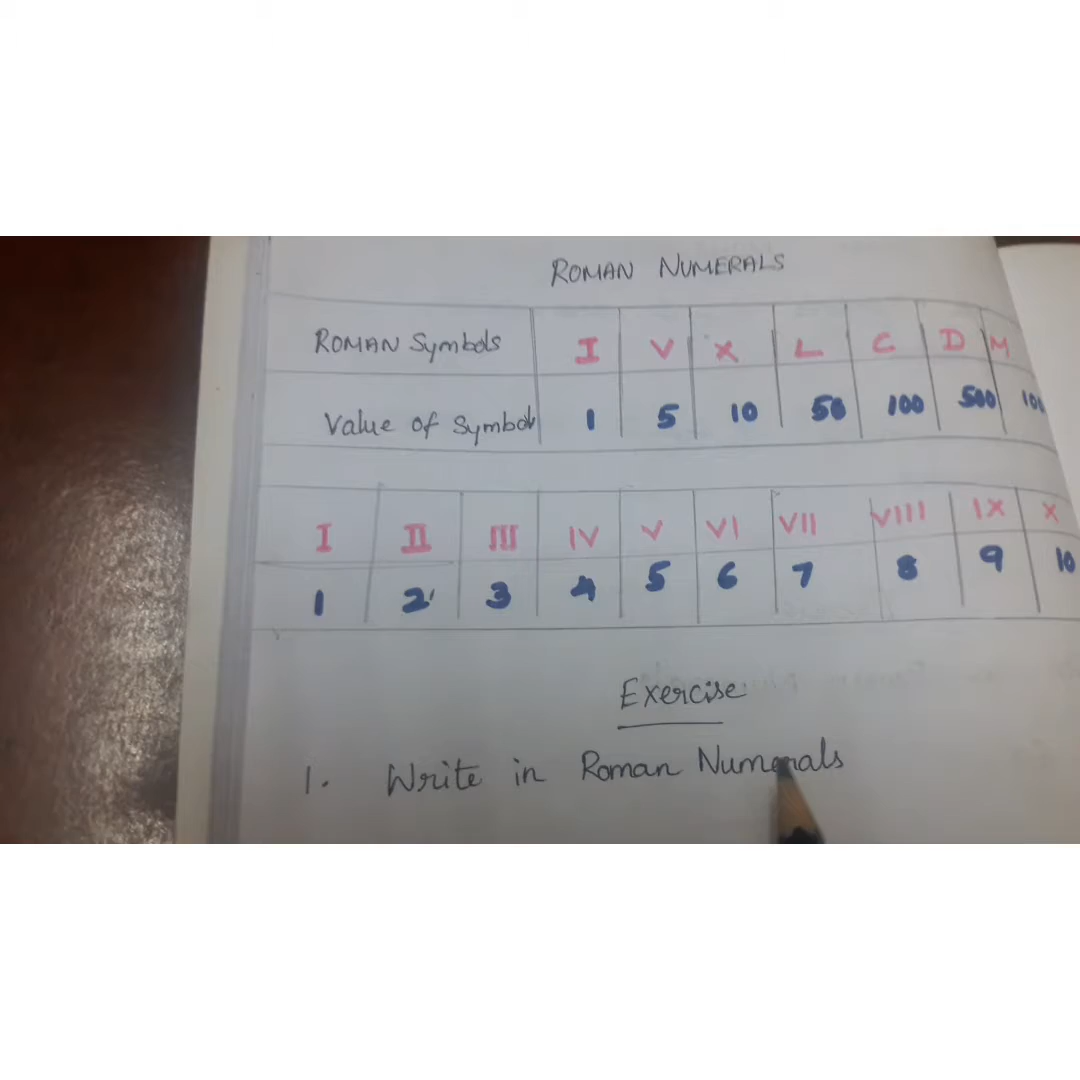 ROMAN NUMERALS
ROMAN Symbols I V X L C D M
Value of Symbol 1 5 10 50 100 500 100
I II III IV V VI VII VIII IX X
1 2 3 4 5 6 7 8 9 10
Exercise
1. Write in Roman Numerals